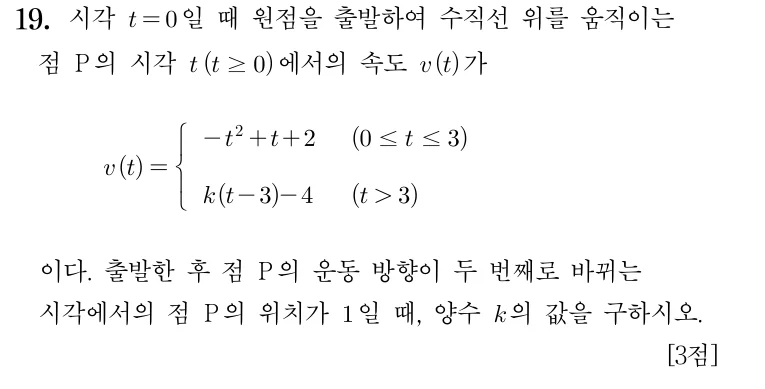 19. 시각 t=0일 때 원점을 출발하여 수직선 위를 움직이는
점 P의 시각 t(t≥0)에서의 속도 v(t)가
v(t)={ -t²+t+2 (0≤t≤3)
k(t-3)-4 (t>3)
이다. 출발한 후 점 P의 운동 방향이 두 번째로 바뀌는
시각에서의 점 P의 위치가 1일 때, 양수 k의 값을 구하시오.
[3점]